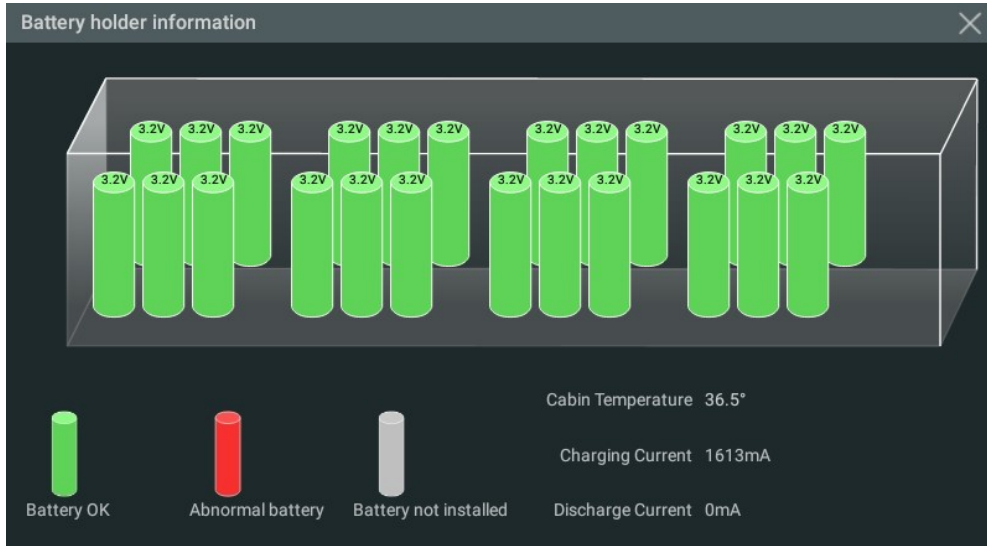 Battery holder information
3.2V 3.2V 3.2V 3.2V 3.2V 3.2V 3.2V 3.2V 3.2V 3.2V 3.2V 3.2V
3.2V 3.2V 3.2V 3.2V 3.2V 3.2V 3.2V 3.2V 3.2V 3.2V 3.2V 3.2V
Cabin Temperature 36.5°
Charging Current 1613mA
Battery OK Abnormal battery Battery not installed Discharge Current 0mA